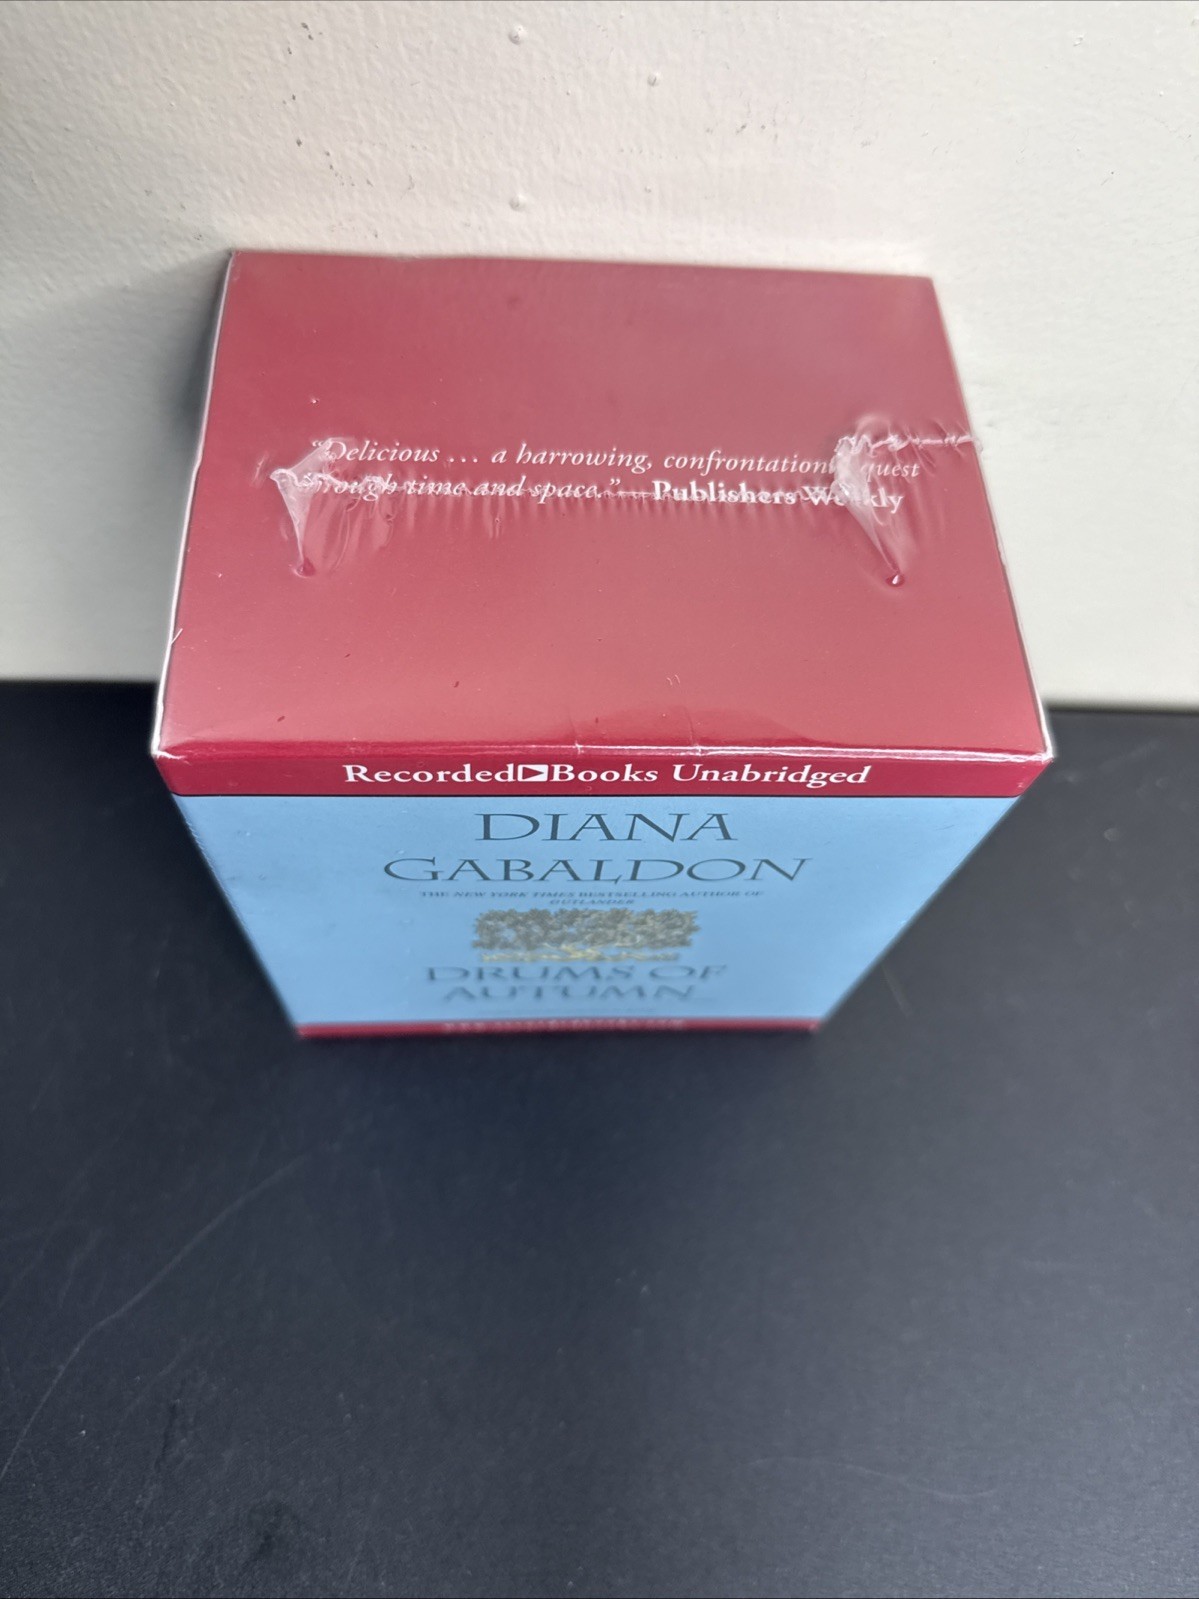 "Delicious ... a harrowing, confrontational quest
through time and space."—Publishers Weekly
Recorded Books Unabridged
DIANA
GABALDON
THE NEW YORK TIMES BESTSELLING AUTHOR OF
OUTLANDER
DRUMS OF
AUTUMN